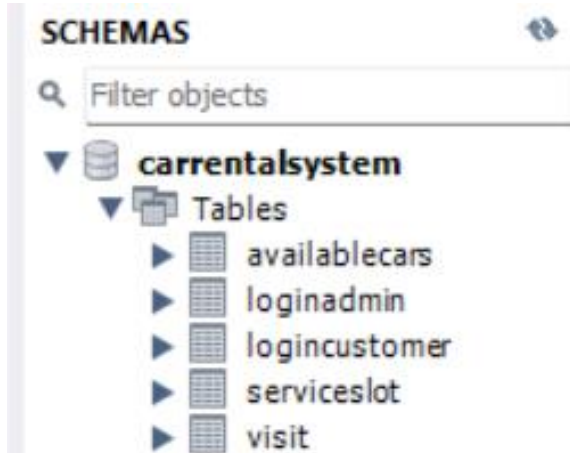 SCHEMAS
Filter objects
carrentalsystem
Tables
availablecars
loginadmin
logincustomer
serviceslot
visit